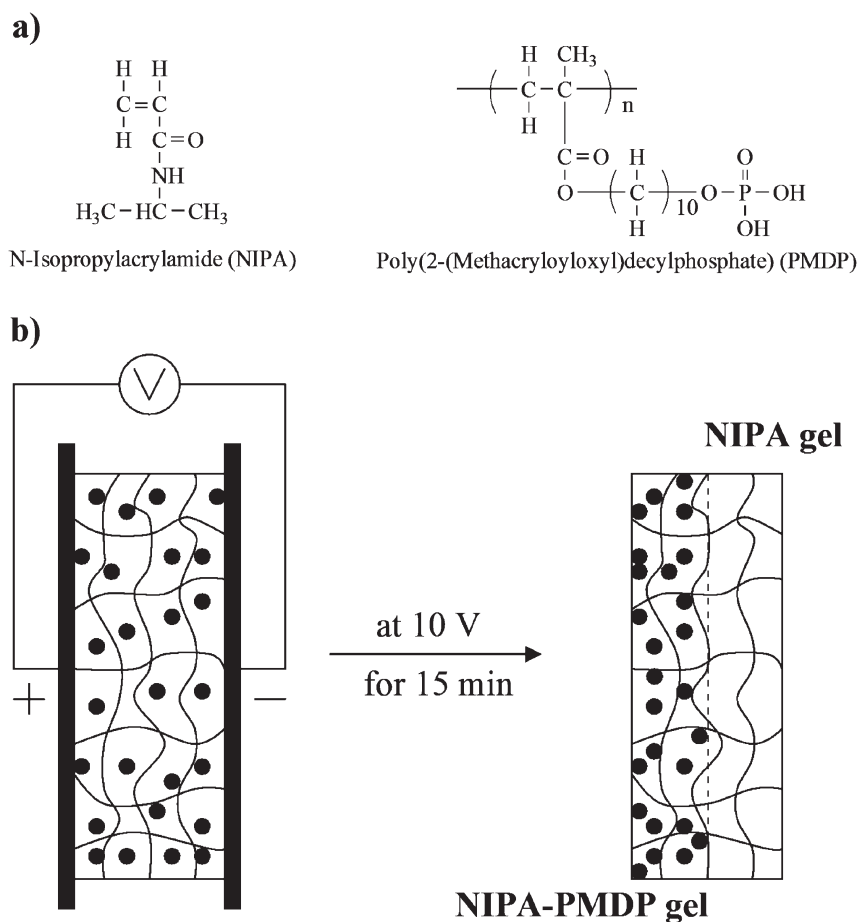 a)
H H
C=C
H C=O
NH
H₃C-HC-CH₃
N-Isopropylacrylamide (NIPA)
H CH₃
( C-C ) n
H
C=O H O
O ( C ) 10 O-P-OH
H OH
Poly(2-(Methacryloyloxyl)decylphosphate) (PMDP)
b)
V
+ −
at 10 V
for 15 min
NIPA gel
NIPA-PMDP gel